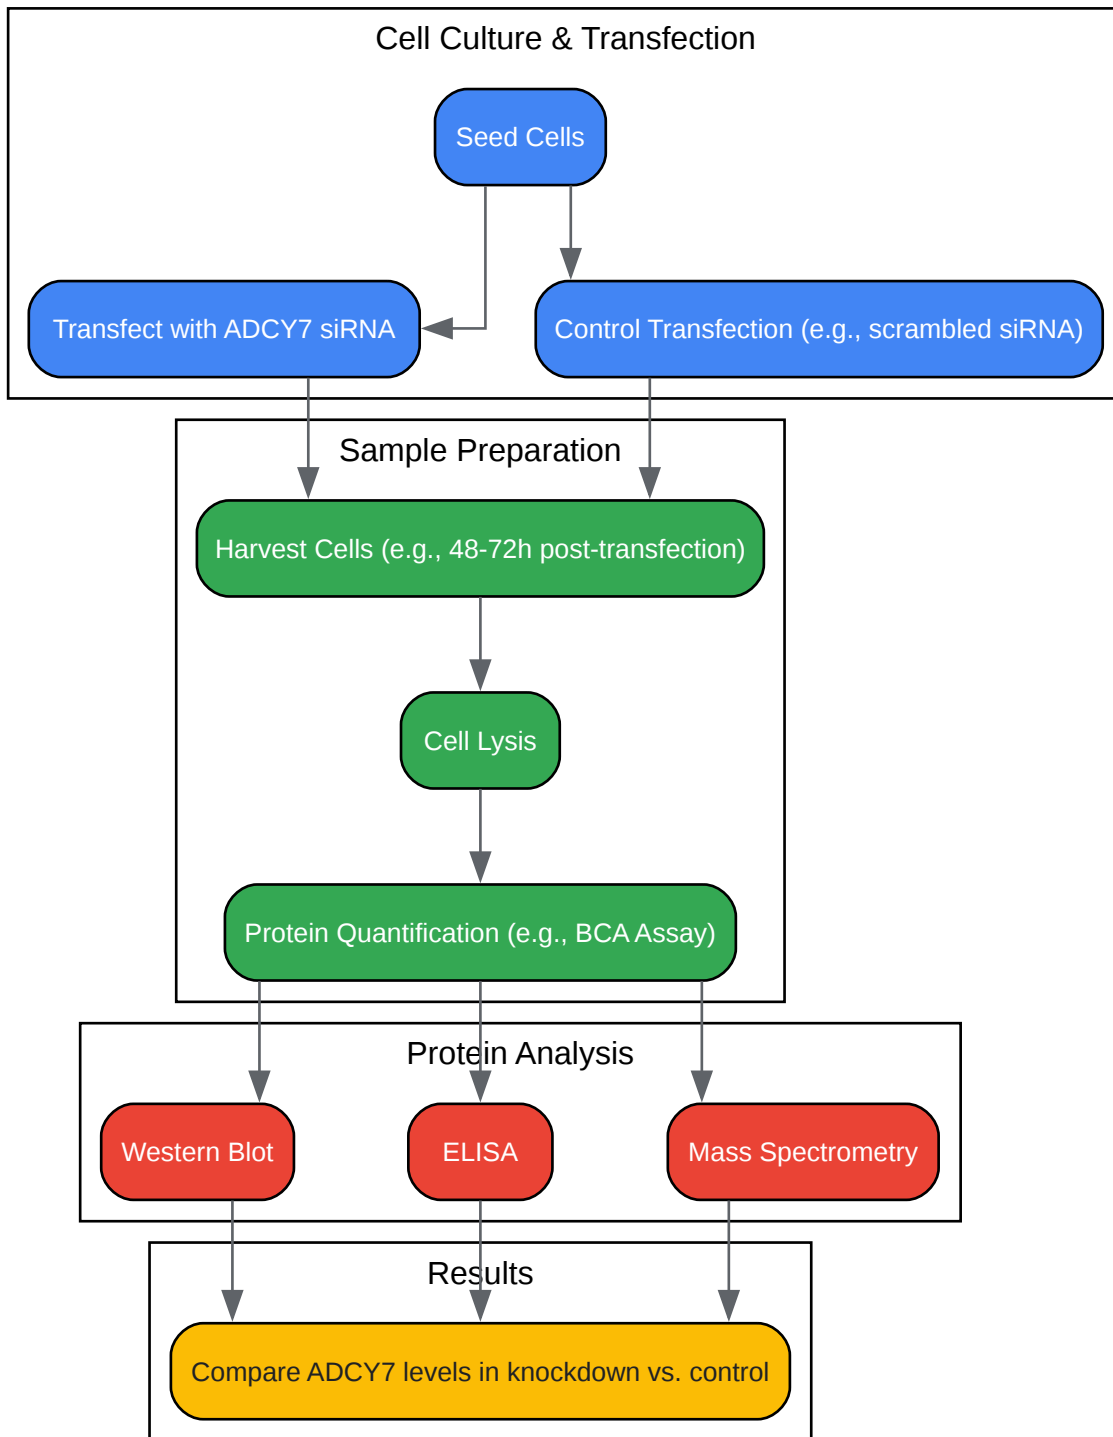 Cell Culture & Transfection
Seed Cells
Transfect with ADCY7 siRNA
Control Transfection (e.g., scrambled siRNA)
Sample Preparation
Harvest Cells (e.g., 48-72h post-transfection)
Cell Lysis
Protein Quantification (e.g., BCA Assay)
Protein Analysis
Western Blot
ELISA
Mass Spectrometry
Results
Compare ADCY7 levels in knockdown vs. control